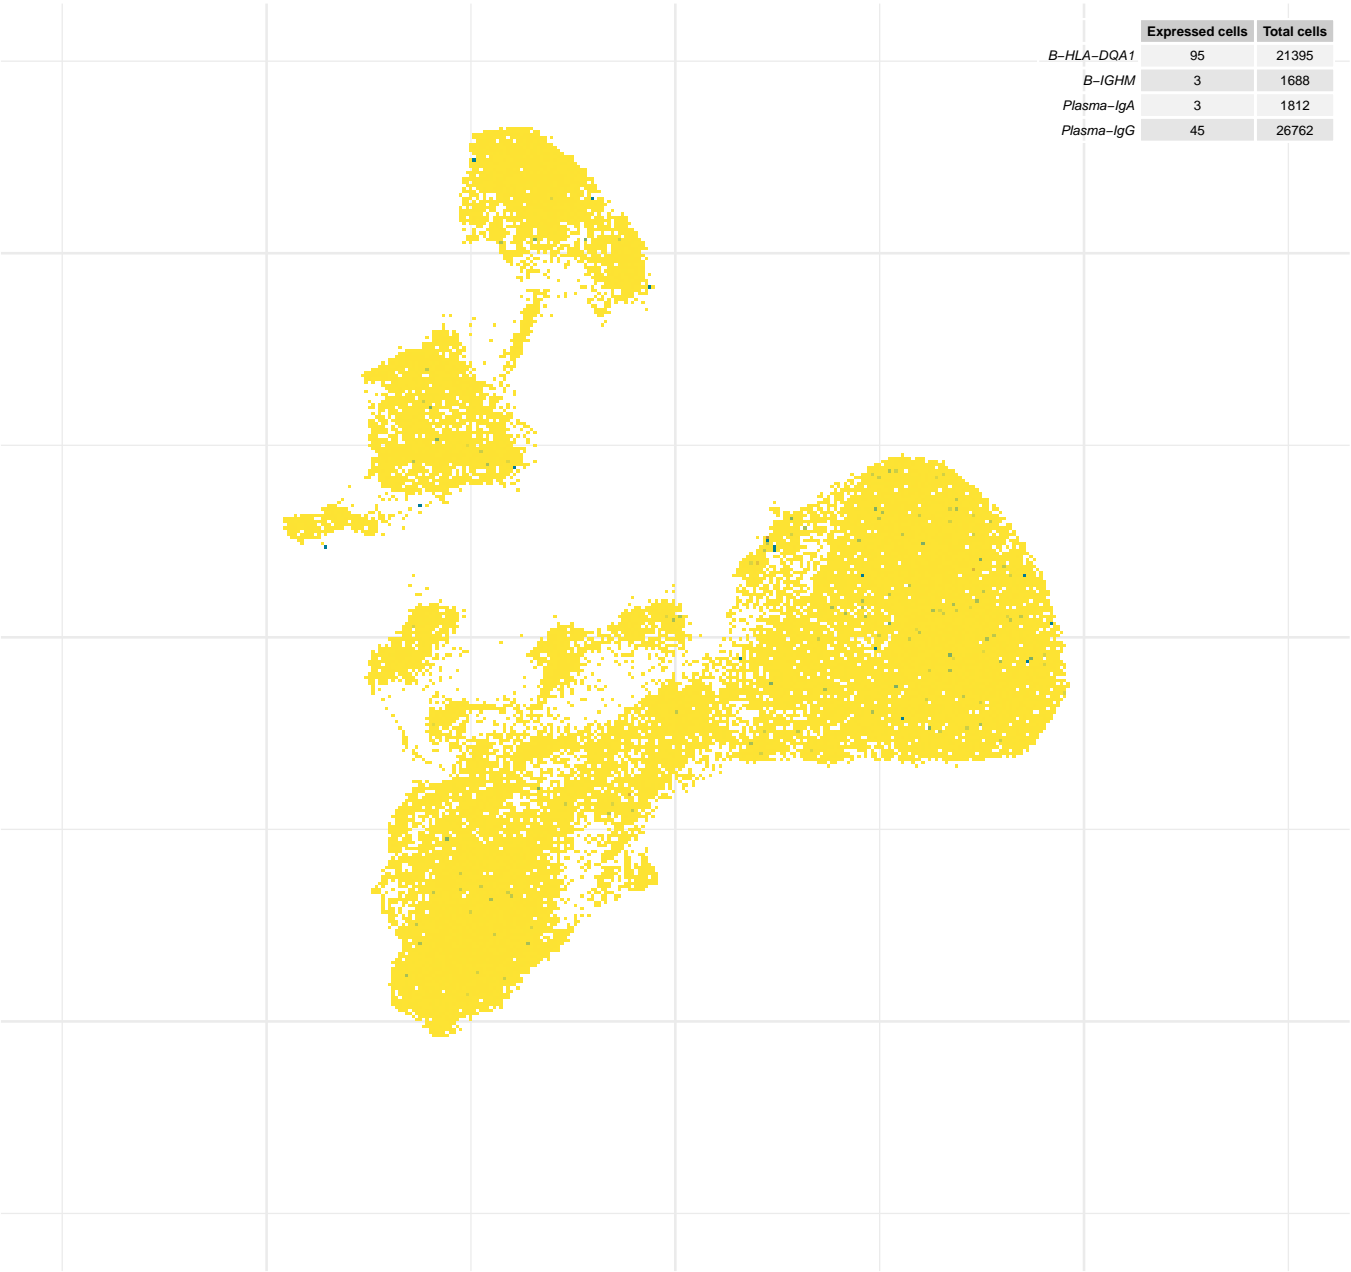 Expressed cells Total cells
B−HLA−DQA1 95 21395
B−IGHM 3 1688
Plasma−IgA 3 1812
Plasma−IgG 45 26762